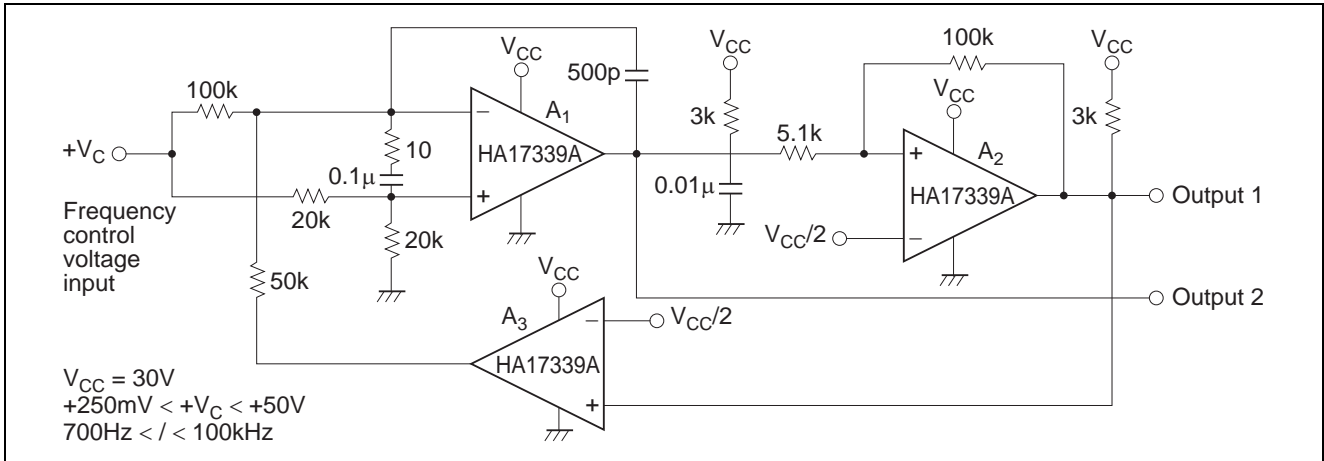 +VC
Frequency
control
voltage
input
100k
20k
50k
10
0.1µ
20k
VCC
−
+
A1
HA17339A
500p
VCC
3k
0.01µ
5.1k
100k
VCC
+
−
A2
HA17339A
VCC/2
VCC
3k
Output 1
Output 2
VCC
A3
−
+
HA17339A
VCC/2
VCC = 30V
+250mV < +VC < +50V
700Hz < / < 100kHz